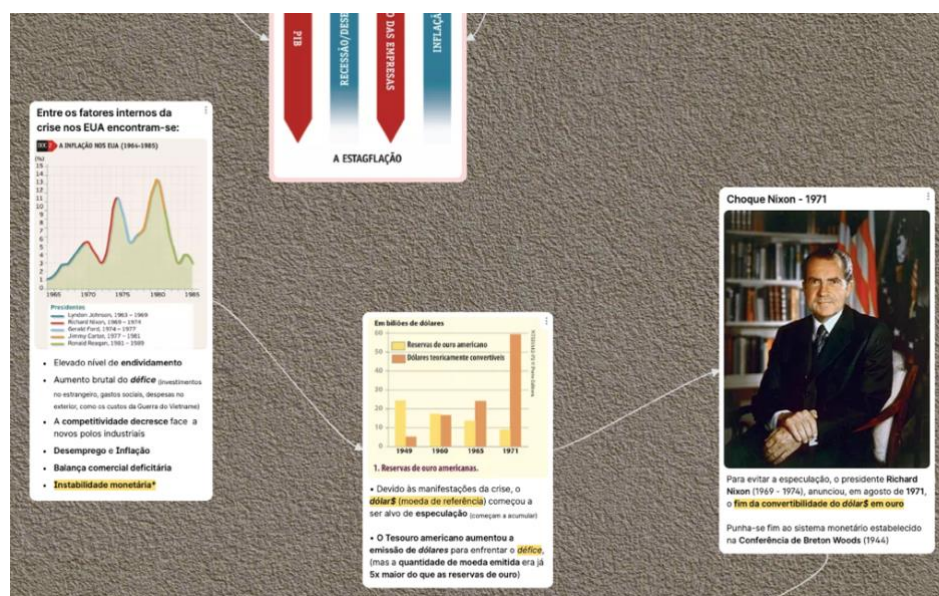 PIB
RECESSÃO/DESE
O DAS EMPRESAS
INFLAÇÃ
A ESTAGFLAÇÃO
Entre os fatores internos da
crise nos EUA encontram-se:
A INFLAÇÃO NOS EUA (1964-1985)
(%)
15
14
13
12
11
10
9
8
7
6
5
4
3
2
1
0
1965 1970 1975 1980 1985
Presidentes
Lyndon Johnson, 1963 – 1969
Richard Nixon, 1969 – 1974
Gerald Ford, 1974 – 1977
Jimmy Carter, 1977 – 1981
Ronald Reagan, 1981 – 1989
• Elevado nível de endividamento
• Aumento brutal do défice (investimentos
no estrangeiro, gastos sociais, despesas no
exterior, como os custos da Guerra do Vietname)
• A competitividade decresce face a
novos polos industriais
• Desemprego e Inflação
• Balança comercial deficitária
• Instabilidade monetária*
Em biliões de dólares
60
50
40
30
20
10
0
Reservas de ouro americano
Dólares teoricamente convertíveis
1949 1960 1965 1971
1. Reservas de ouro americanas.
• Devido às manifestações da crise, o
dólar$ (moeda de referência) começou a
ser alvo de especulação (começam a acumular)
• O Tesouro americano aumentou a
emissão de dólares para enfrentar o défice,
(mas a quantidade de moeda emitida era já
5x maior do que as reservas de ouro)
Choque Nixon - 1971
Para evitar a especulação, o presidente Richard
Nixon (1969 - 1974), anunciou, em agosto de 1971,
o fim da convertibilidade do dólar$ em ouro
Punha-se fim ao sistema monetário estabelecido
na Conferência de Breton Woods (1944)